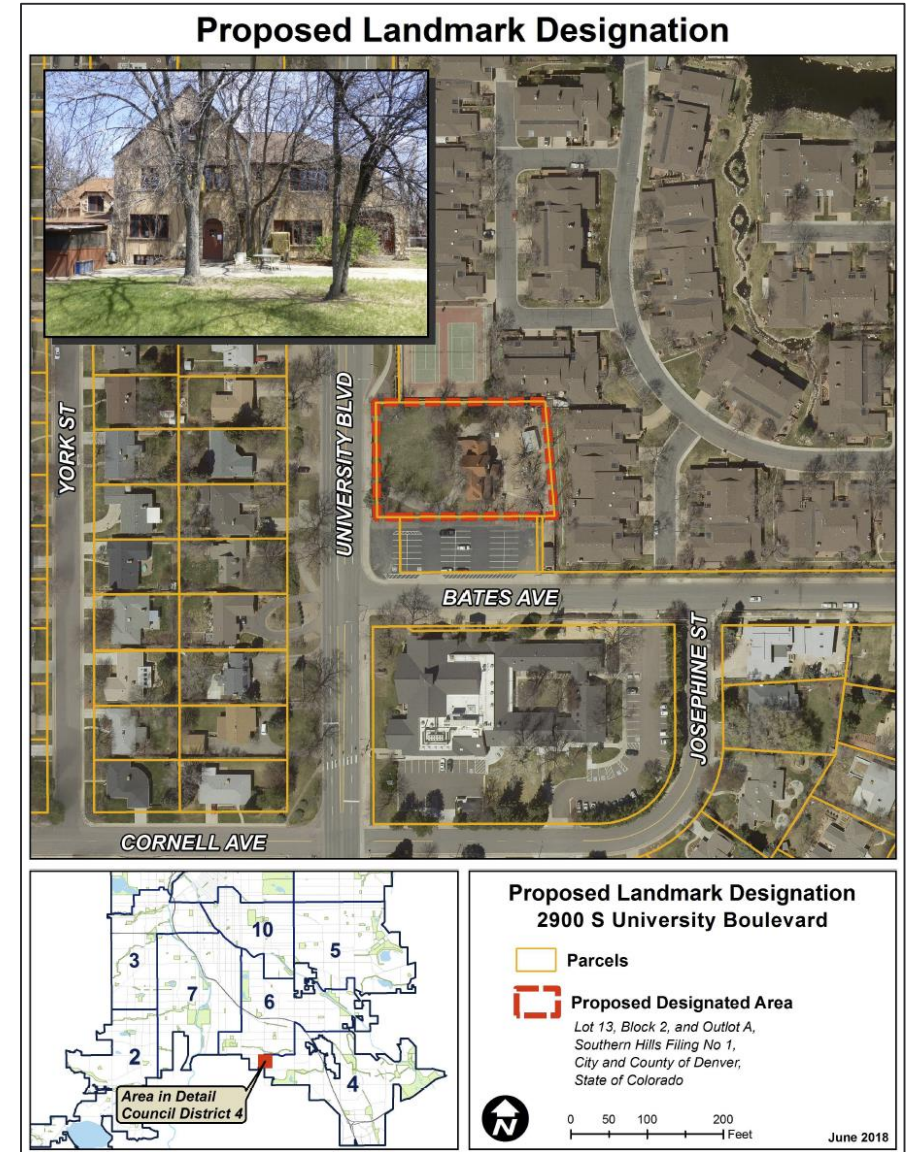 Proposed Landmark Designation
YORK ST
UNIVERSITY BLVD
BATES AVE
JOSEPHINE ST
CORNELL AVE
3
7
10
5
6
2
4
Area in Detail
Council District 4
Proposed Landmark Designation
2900 S University Boulevard
Parcels
Proposed Designated Area
Lot 13, Block 2, and Outlot A,
Southern Hills Filing No 1,
City and County of Denver,
State of Colorado
N
0 50 100 200
Feet
June 2018